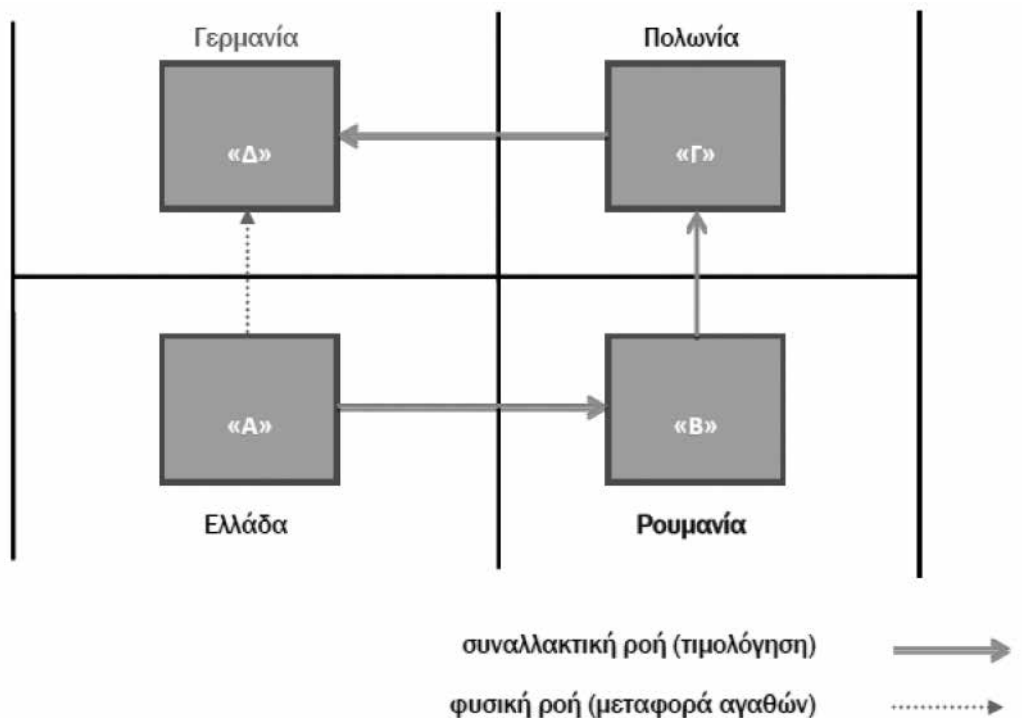 Γερμανία
Πολωνία
«Δ»
«Γ»
«Α»
«Β»
Ελλάδα
Ρουμανία
συναλλακτική ροή (τιμολόγηση)
φυσική ροή (μεταφορά αγαθών)